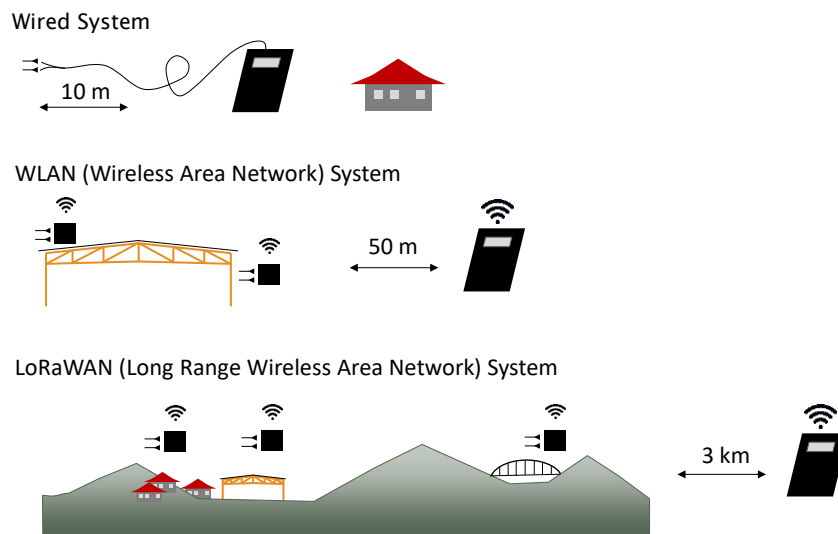 Wired System
10 m
WLAN (Wireless Area Network) System
50 m
LoRaWAN (Long Range Wireless Area Network) System
3 km